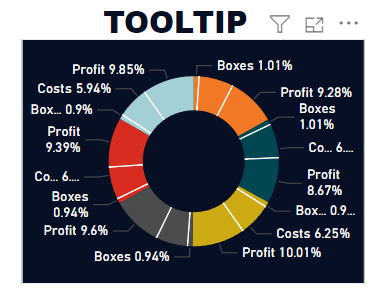 TOOLTIP
Boxes 1.01%
Profit 9.28%
Boxes
1.01%
Co... 6....
Profit
8.67%
Box... 0.9...
Costs 6.25%
Profit 10.01%
Boxes 0.94%
Profit 9.6%
Boxes
0.94%
Co... 6....
Profit
9.39%
Box... 0.9%
Costs 5.94%
Profit 9.85%